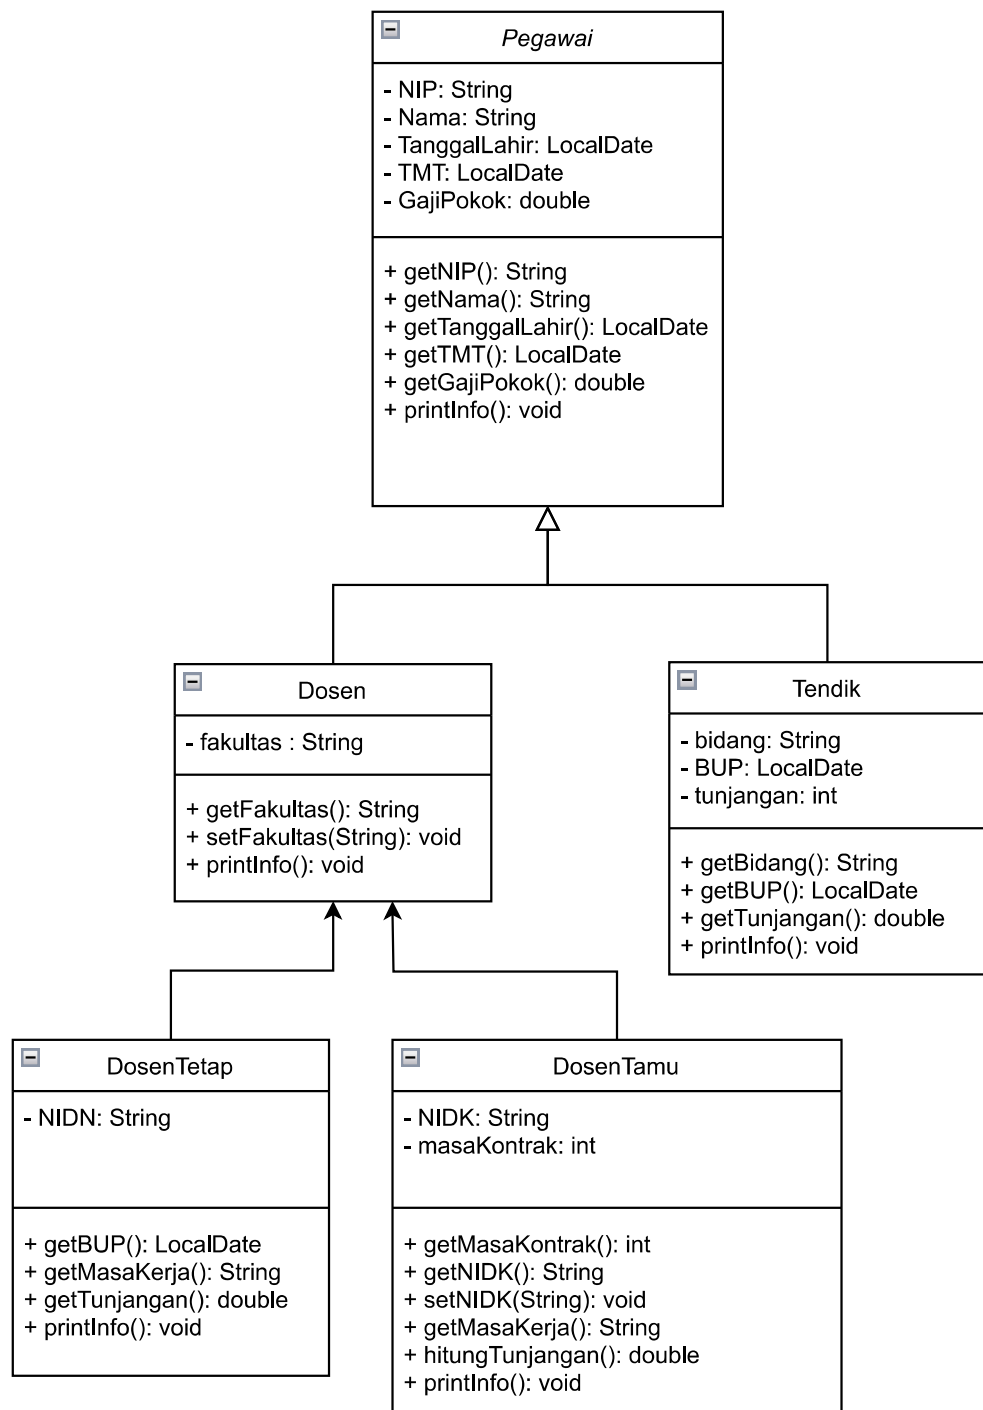 Pegawai
- NIP: String
- Nama: String
- TanggalLahir: LocalDate
- TMT: LocalDate
- GajiPokok: double
+ getNIP(): String
+ getNama(): String
+ getTanggalLahir(): LocalDate
+ getTMT(): LocalDate
+ getGajiPokok(): double
+ printInfo(): void
Dosen
- fakultas : String
+ getFakultas(): String
+ setFakultas(String): void
+ printInfo(): void
Tendik
- bidang: String
- BUP: LocalDate
- tunjangan: int
+ getBidang(): String
+ getBUP(): LocalDate
+ getTunjangan(): double
+ printInfo(): void
DosenTetap
- NIDN: String
+ getBUP(): LocalDate
+ getMasaKerja(): String
+ getTunjangan(): double
+ printInfo(): void
DosenTamu
- NIDK: String
- masaKontrak: int
+ getMasaKontrak(): int
+ getNIDK(): String
+ setNIDK(String): void
+ getMasaKerja(): String
+ hitungTunjangan(): double
+ printInfo(): void